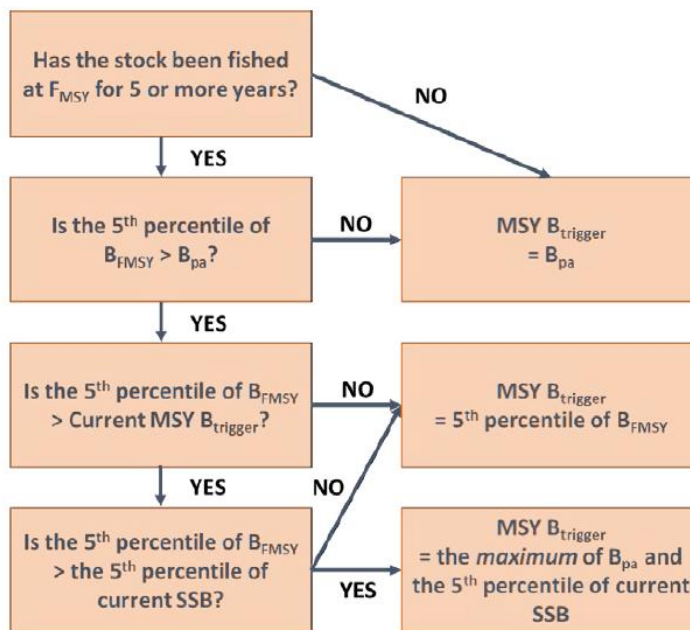 Has the stock been fished
at FMSY for 5 or more years?
NO
YES
Is the 5th percentile of
BFMSY > Bpa?
NO
MSY Btrigger
= Bpa
YES
Is the 5th percentile of BFMSY
> Current MSY Btrigger?
NO
MSY Btrigger
= 5th percentile of BFMSY
YES
NO
Is the 5th percentile of BFMSY
> the 5th percentile of
current SSB?
YES
MSY Btrigger
= the maximum of Bpa and
the 5th percentile of current
SSB